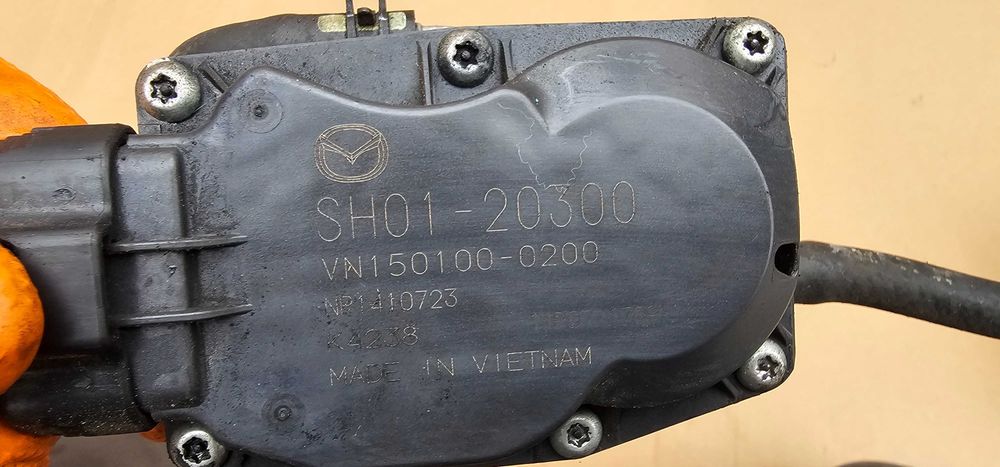 SH01-20300
VN150100-0200
NP1410723
K4238
MADE IN VIETNAM